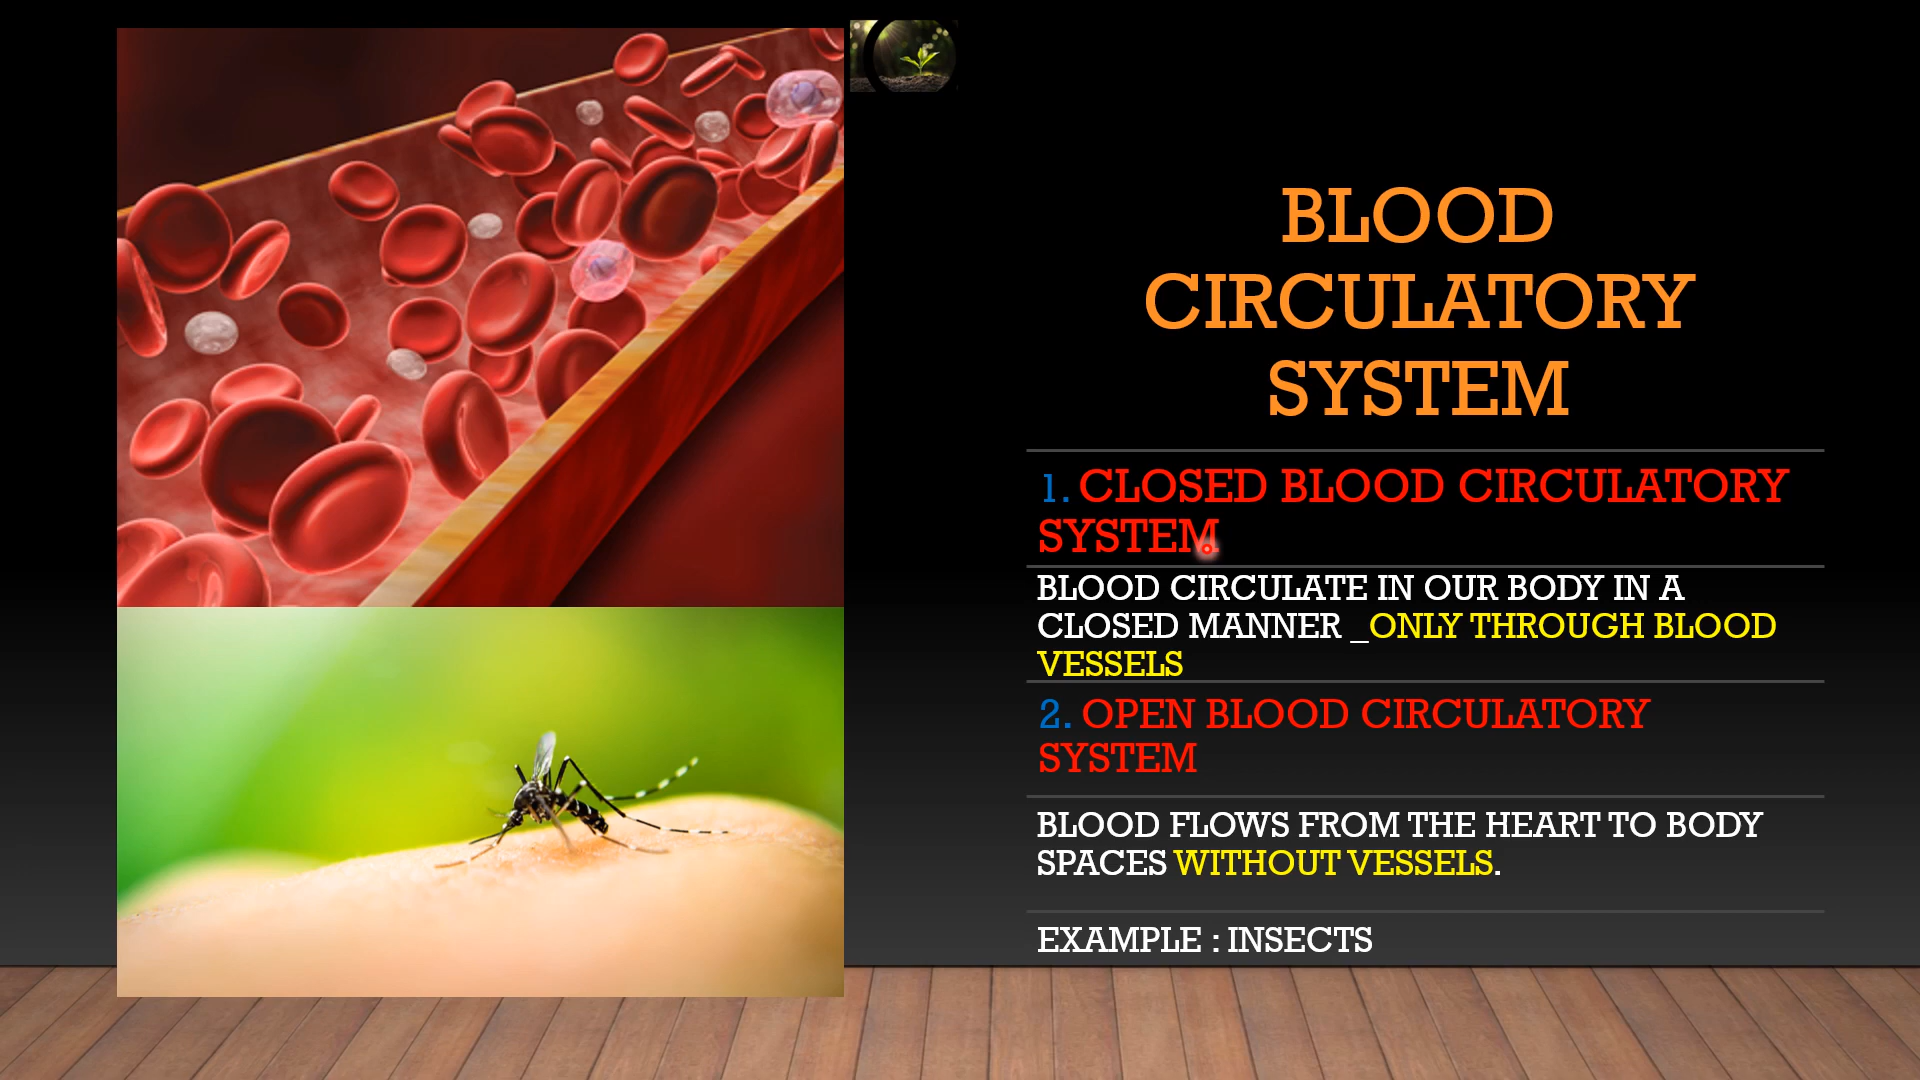 BLOOD
CIRCULATORY
SYSTEM
1. CLOSED BLOOD CIRCULATORY
SYSTEM.
BLOOD CIRCULATE IN OUR BODY IN A
CLOSED MANNER _ONLY THROUGH BLOOD
VESSELS
2. OPEN BLOOD CIRCULATORY
SYSTEM
BLOOD FLOWS FROM THE HEART TO BODY
SPACES WITHOUT VESSELS.
EXAMPLE : INSECTS